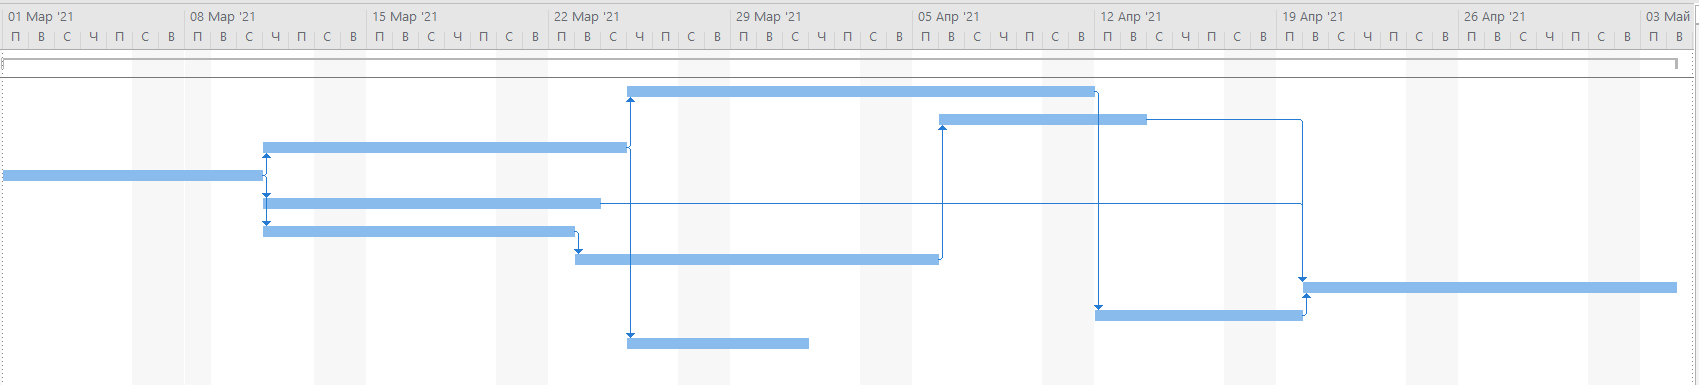 01 Мар '21 08 Мар '21 15 Мар '21 22 Мар '21 29 Мар '21 05 Апр '21 12 Апр '21 19 Апр '21 26 Апр '21 03 Май
П В С Ч П С В П В С Ч П С В П В С Ч П С В П В С Ч П С В П В С Ч П С В П В С Ч П С В П В С Ч П С В П В С Ч П С В П В С Ч П С В П В